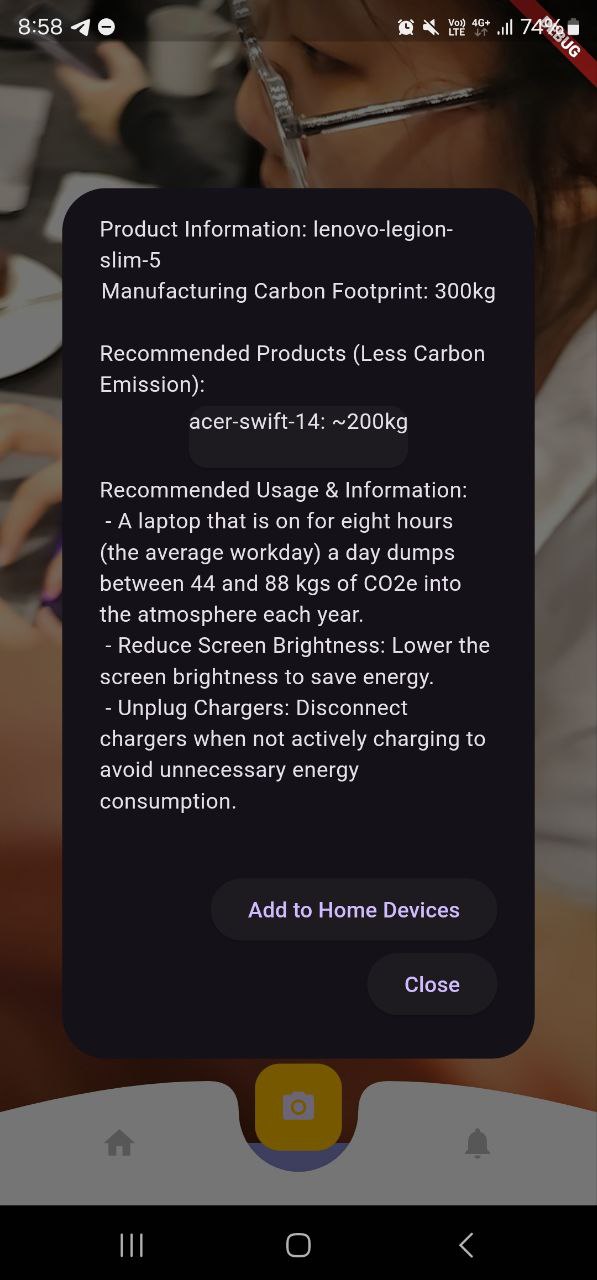 8:58
Vo)) LTE 4G+ 74%
DEBUG
Product Information: lenovo-legion-
slim-5
Manufacturing Carbon Footprint: 300kg
Recommended Products (Less Carbon
Emission):
acer-swift-14: ~200kg
Recommended Usage & Information:
- A laptop that is on for eight hours
(the average workday) a day dumps
between 44 and 88 kgs of CO2e into
the atmosphere each year.
- Reduce Screen Brightness: Lower the
screen brightness to save energy.
- Unplug Chargers: Disconnect
chargers when not actively charging to
avoid unnecessary energy
consumption.
Add to Home Devices
Close